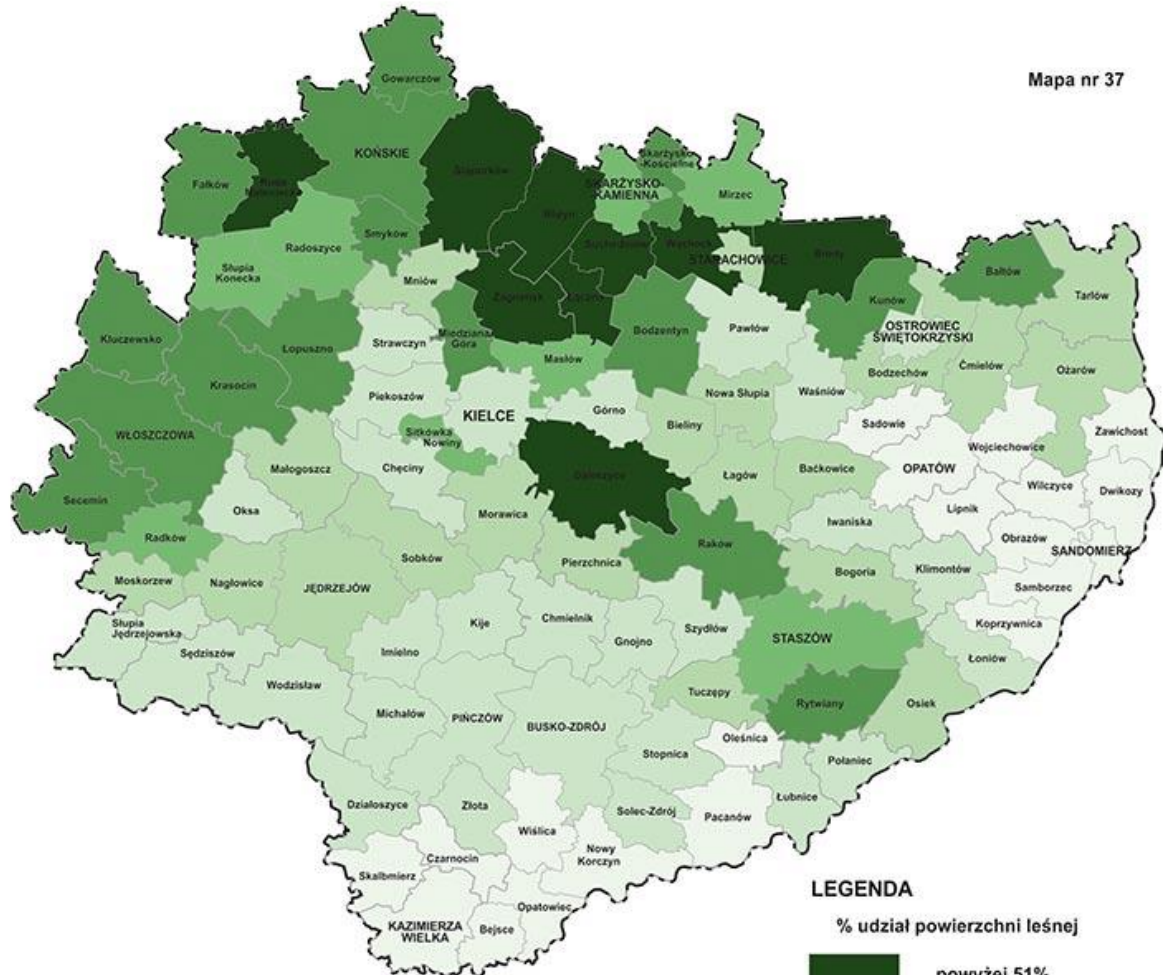 Mapa nr 37
Gowarczów
KOŃSKIE
Fałków
Ruda
Maleniecka
Stąporków
Bliżyn
SKARŻYSKO-
KAMIENNA
Skarżysko
-Kościelne
Mirzec
Radoszyce
Smyków
Słupia
Konecka
Suchedniów
Wąchock
STARACHOWICE
Brody
Mniów
Zagnańsk
Łączna
Bałtów
Tarłów
Kunów
Kluczewsko
Łopuszno
Strawczyn
Miedziana
Góra
Masłów
Bodzentyn
Pawłów
OSTROWIEC
ŚWIĘTOKRZYSKI
Krasocin
Piekoszów
KIELCE
Górno
Nowa Słupia
Waśniów
Bodzechów
Ćmielów
Ożarów
WŁOSZCZOWA
Sitkówka
Nowiny
Bieliny
Sadowie
Wojciechowice
Zawichost
Małogoszcz
Chęciny
Daleszyce
Łagów
Baćkowice
OPATÓW
Wilczyce
Dwikozy
Secemin
Oksa
Morawica
Iwaniska
Lipnik
Obrazów
SANDOMIERZ
Radków
Sobków
Pierzchnica
Raków
Bogoria
Klimontów
Samborzec
Moskorzew
Nagłowice
JĘDRZEJÓW
Koprzywnica
Słupia
Jędrzejowska
Kije
Chmielnik
Gnojno
Szydłów
STASZÓW
Łoniów
Sędziszów
Imielno
Wodzisław
Michałów
PIŃCZÓW
BUSKO-ZDRÓJ
Tuczępy
Rytwiany
Osiek
Oleśnica
Stopnica
Połaniec
Działoszyce
Złota
Solec-Zdrój
Łubnice
Wiślica
Pacanów
Czarnocin
Nowy
Korczyn
Skalbmierz
KAZIMIERZA
WIELKA
Bejsce
Opatowiec
LEGENDA
% udział powierzchni leśnej
powyżej 51%